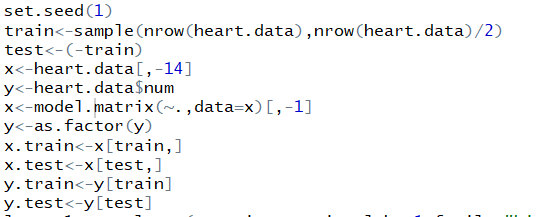 set.seed(1)
train<-sample(nrow(heart.data),nrow(heart.data)/2)
test<-(-train)
x<-heart.data[,-14]
y<-heart.data$num
x<-model.matrix(~.,data=x)[,-1]
y<-as.factor(y)
x.train<-x[train,]
x.test<-x[test,]
y.train<-y[train]
y.test<-y[test]